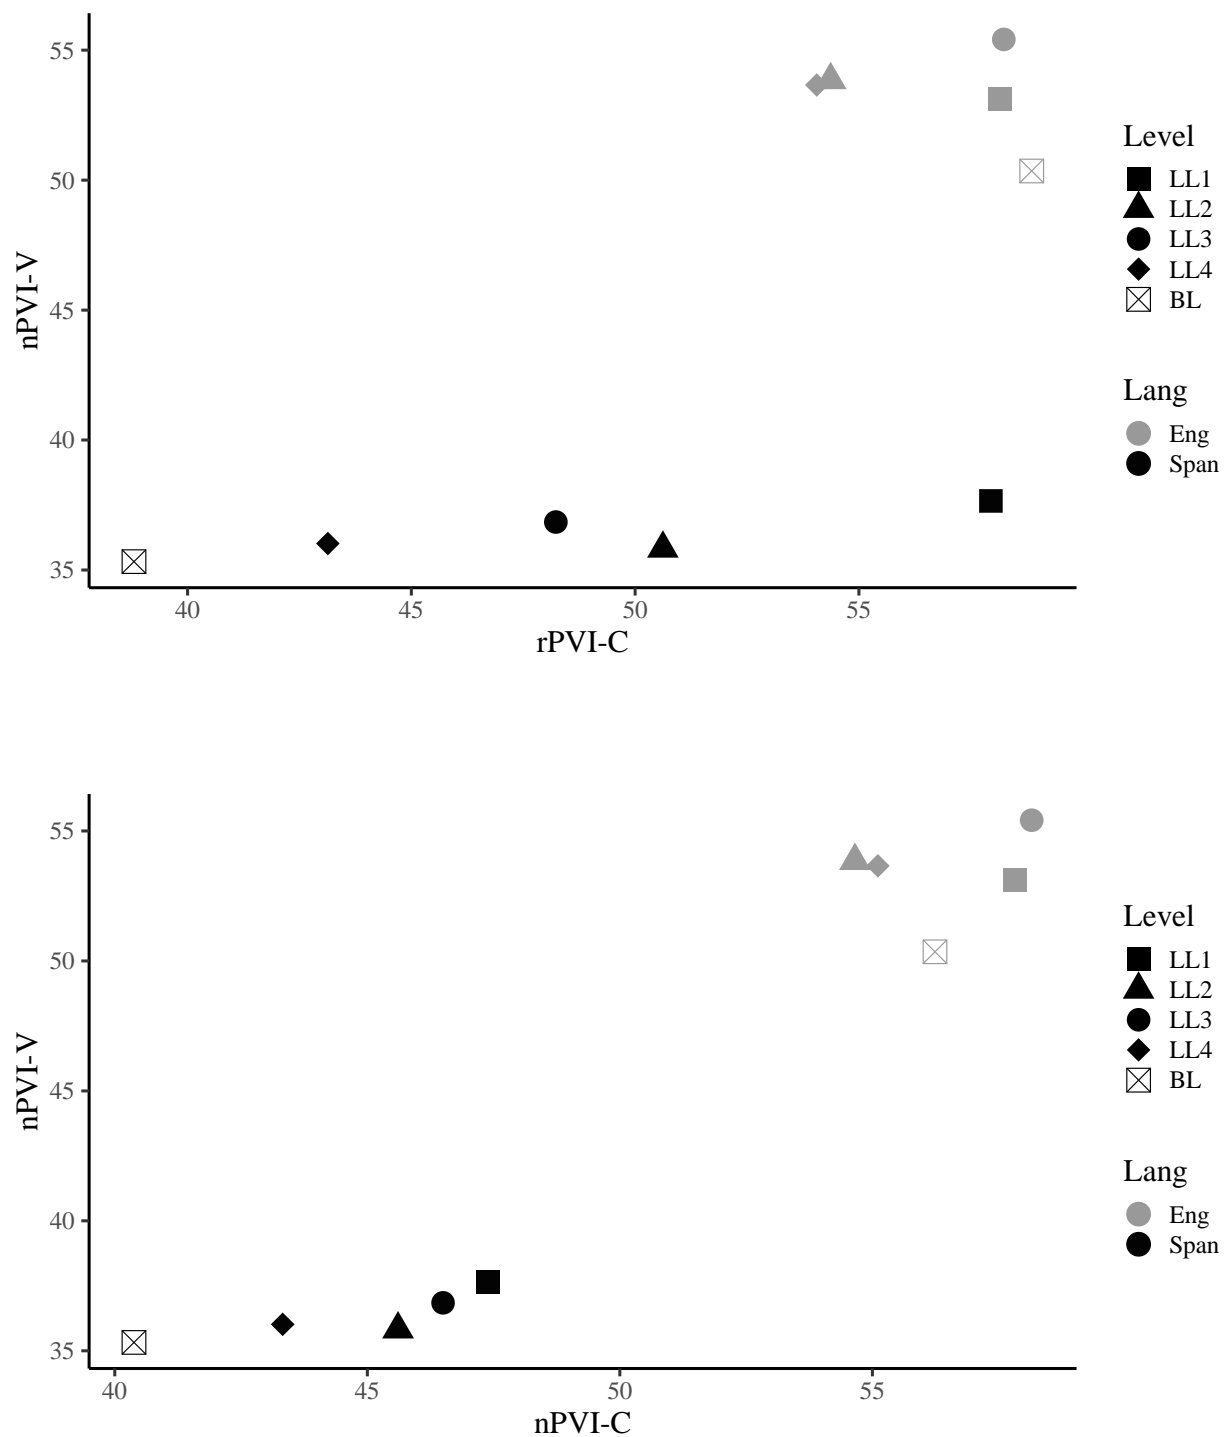 55
50
45
40
35
nPVI-V
40 45 50 55
rPVI-C
Level
LL1
LL2
LL3
LL4
BL
Lang
Eng
Span
55
50
45
40
35
nPVI-V
40 45 50 55
nPVI-C
Level
LL1
LL2
LL3
LL4
BL
Lang
Eng
Span